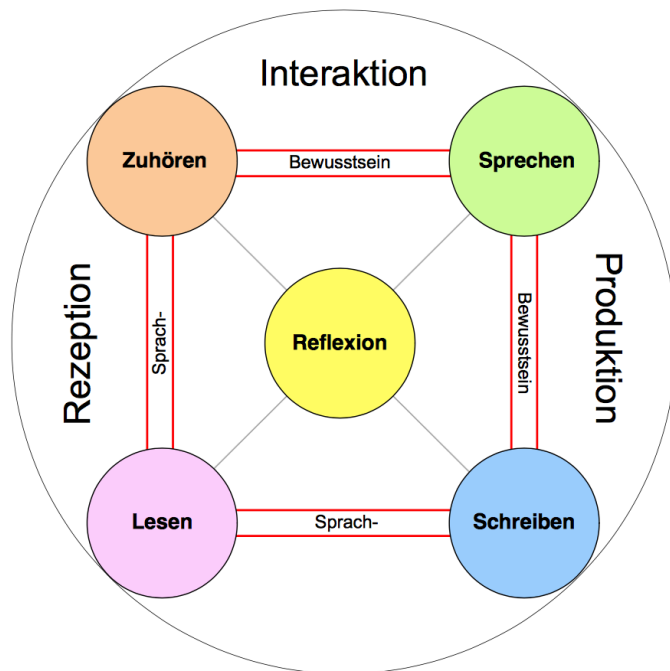 Interaktion
Zuhören
Bewusstsein
Sprechen
Rezeption
Sprach-
Reflexion
Bewusstsein
Produktion
Lesen
Sprach-
Schreiben